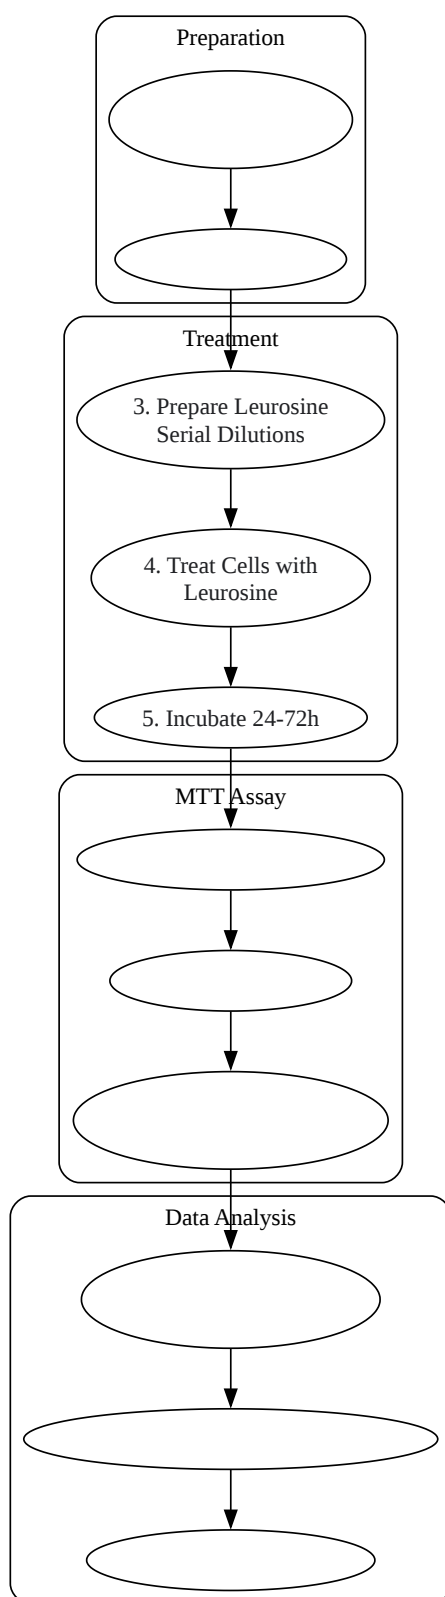 Preparation
Treatment
3. Prepare Leurosine
Serial Dilutions
4. Treat Cells with
Leurosine
5. Incubate 24-72h
MTT Assay
Data Analysis